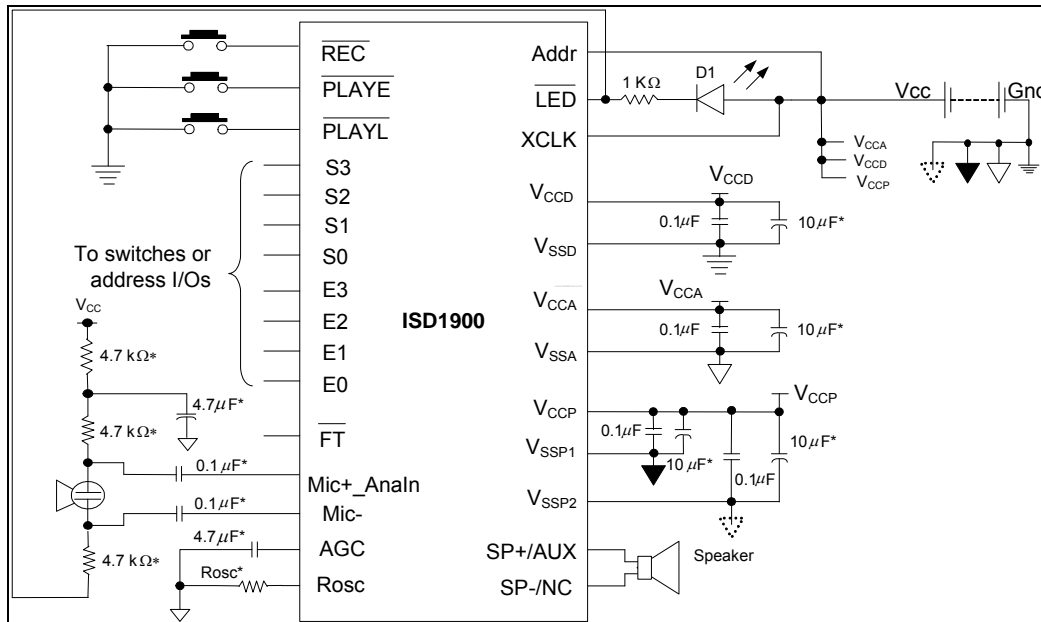 REC
PLAYE
PLAYL
S3
S2
S1
S0
E3
E2
E1
E0
FT
Mic+_AnaIn
Mic-
AGC
Rosc
To switches or
address I/Os
VCC
4.7 kΩ*
4.7μF*
4.7 kΩ*
0.1μF*
0.1μF*
4.7 kΩ*
4.7μF*
Rosc*
ISD1900
Addr
LED
XCLK
VCCD
VSSD
VCCA
VSSA
VCCP
VSSP1
VSSP2
SP+/AUX
SP-/NC
1 KΩ
D1
Vcc
Gnd
VCCA
VCCD
VCCP
VCCD
0.1μF
10μF*
VCCA
0.1μF
10μF*
VCCP
0.1μF
10μF*
0.1μF
10μF*
Speaker